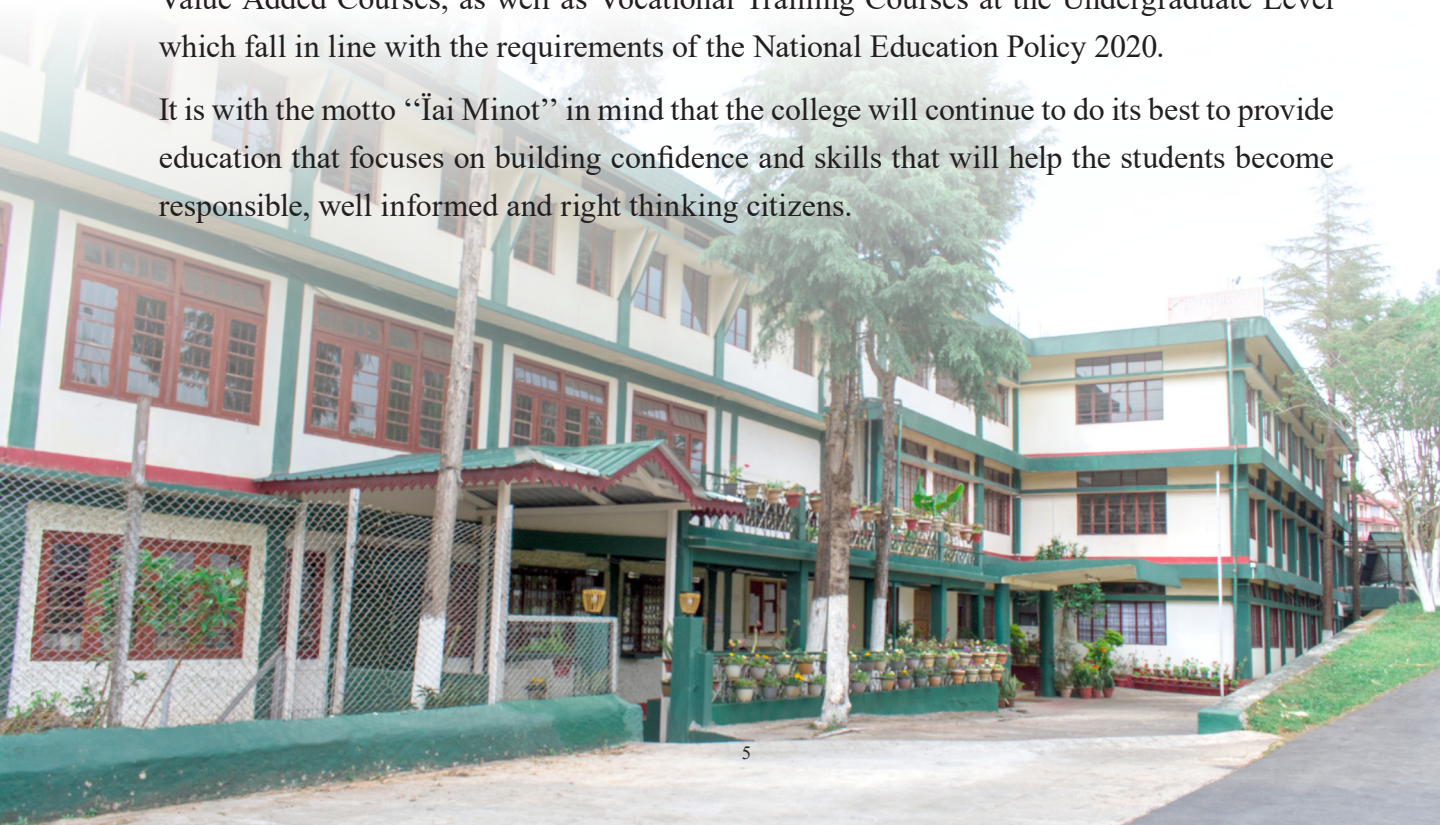 Value Added Courses, as well as Vocational Training Courses at the Undergraduate Level
which fall in line with the requirements of the National Education Policy 2020.
It is with the motto ‘‘Ïai Minot’’ in mind that the college will continue to do its best to provide
education that focuses on building confidence and skills that will help the students become
responsible, well informed and right thinking citizens.
5